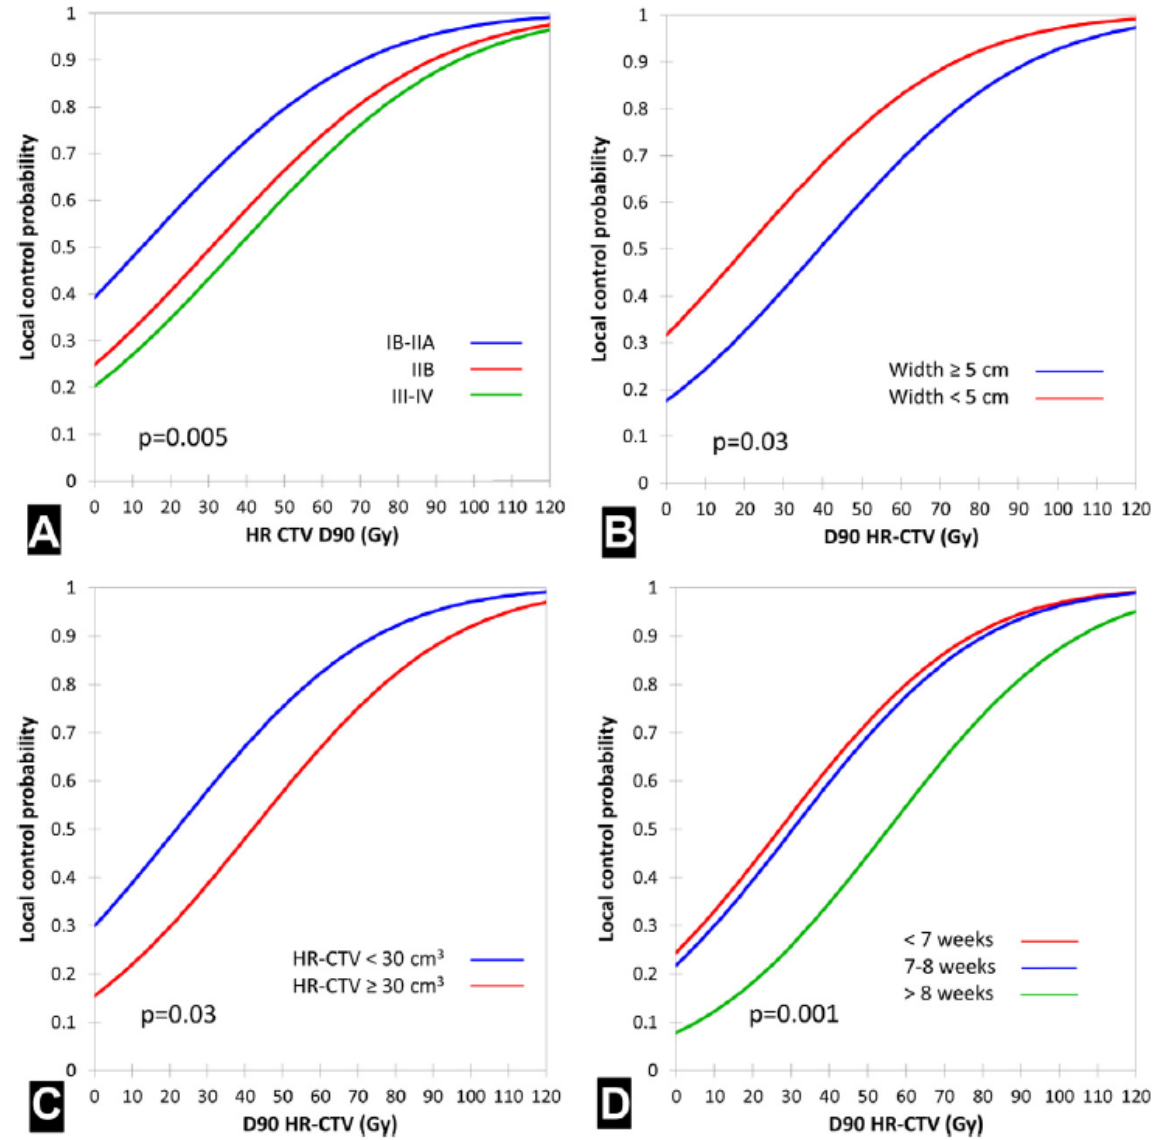 1
0.9
0.8
0.7
0.6
0.5
0.4
0.3
0.2
0.1
0
Local control probability
IB-IIA
IIB
III-IV
p=0.005
0 10 20 30 40 50 60 70 80 90 100 110 120
HR CTV D90 (Gy)
A
1
0.9
0.8
0.7
0.6
0.5
0.4
0.3
0.2
0.1
0
Local control probability
Width ≥ 5 cm
Width < 5 cm
p=0.03
0 10 20 30 40 50 60 70 80 90 100 110 120
D90 HR-CTV (Gy)
B
1
0.9
0.8
0.7
0.6
0.5
0.4
0.3
0.2
0.1
0
Local control probability
HR-CTV < 30 cm³
HR-CTV ≥ 30 cm³
p=0.03
0 10 20 30 40 50 60 70 80 90 100 110 120
D90 HR-CTV (Gy)
C
1
0.9
0.8
0.7
0.6
0.5
0.4
0.3
0.2
0.1
0
Local control probability
< 7 weeks
7-8 weeks
> 8 weeks
p=0.001
0 10 20 30 40 50 60 70 80 90 100 110 120
D90 HR-CTV (Gy)
D